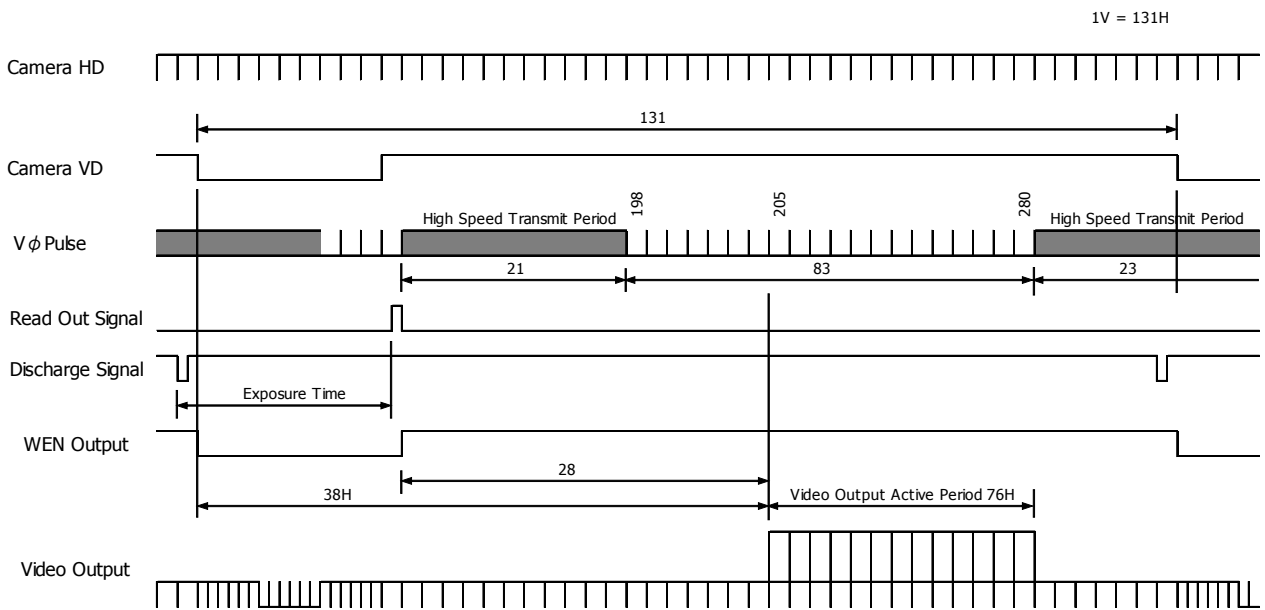 1V = 131H
Camera HD
131
Camera VD
198
205
280
High Speed Transmit Period
High Speed Transmit Period
V ϕ Pulse
21
83
23
Read Out Signal
Discharge Signal
Exposure Time
WEN Output
28
38H
Video Output Active Period 76H
Video Output